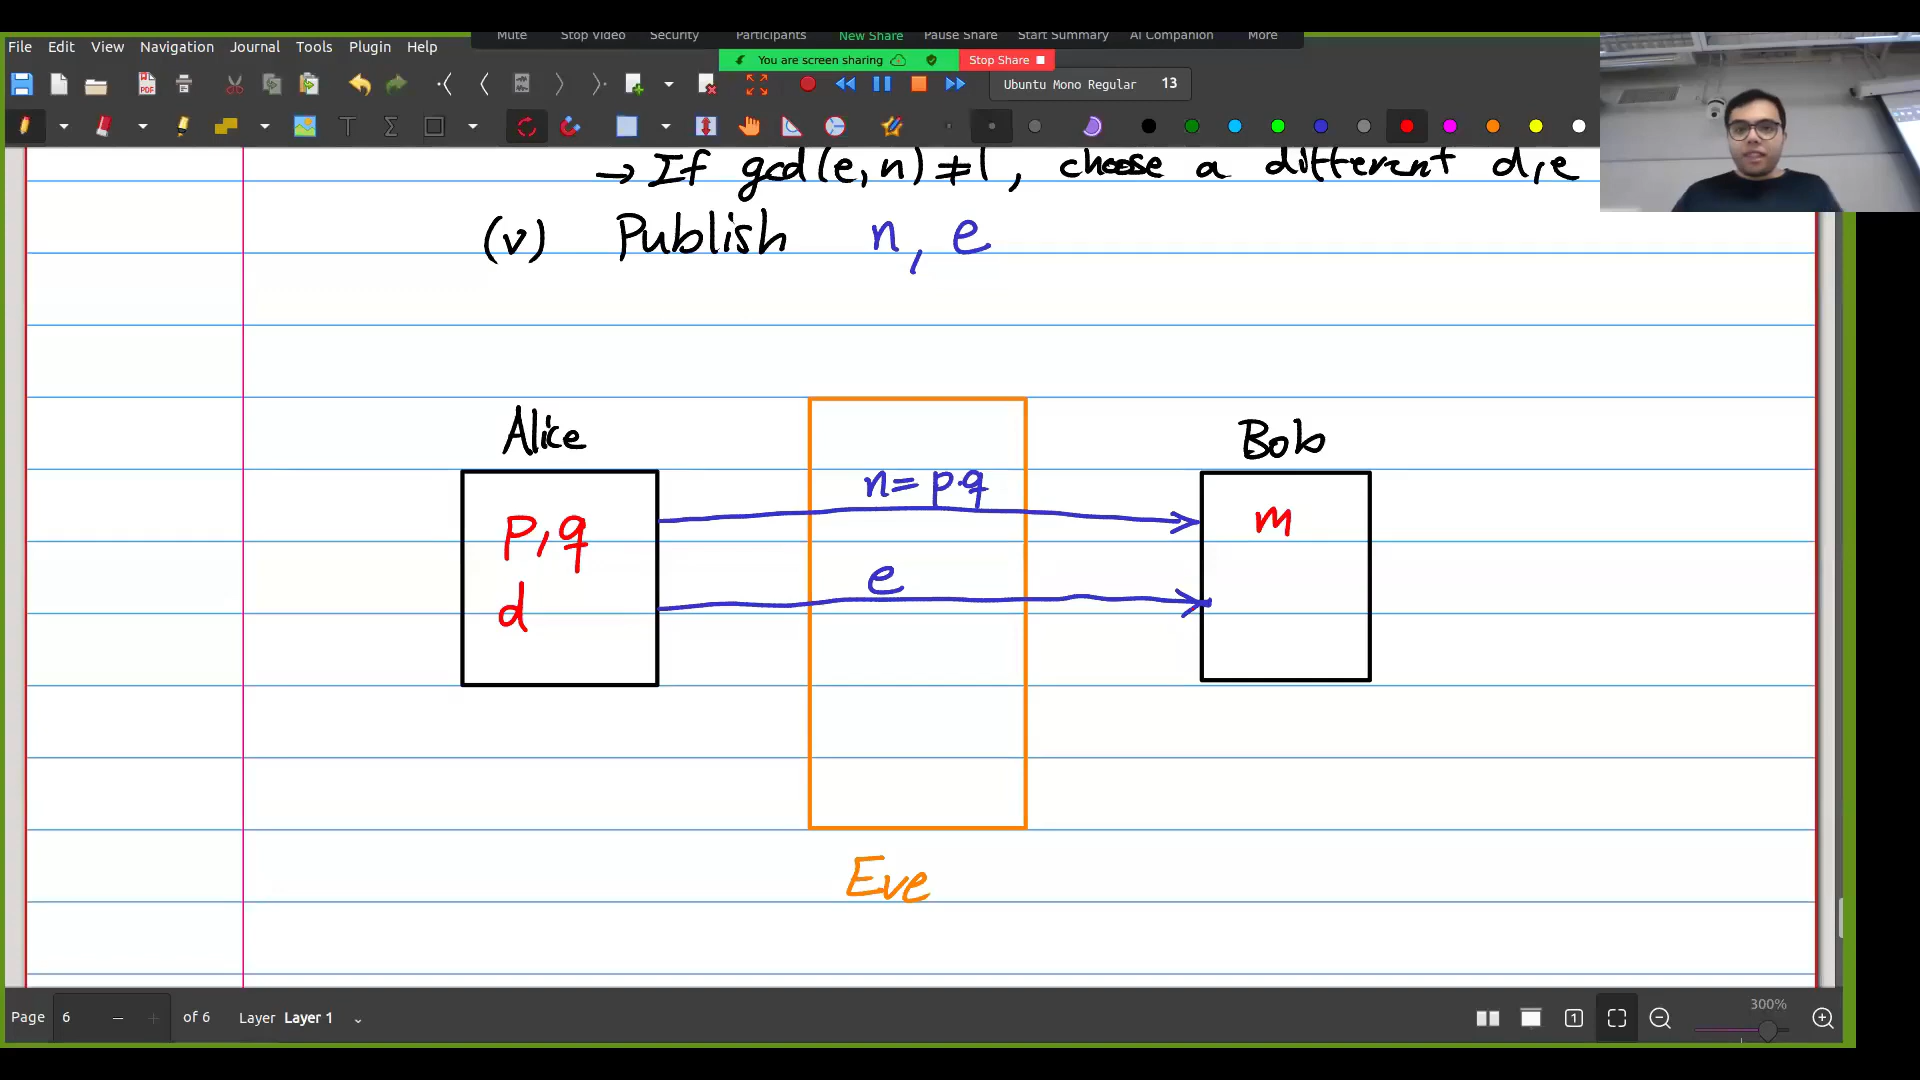 Mute Stop Video Security Participants New Share Pause Share Start Summary AI Companion More
File Edit View Navigation Journal Tools Plugin Help
You are screen sharing Stop Share
Ubuntu Mono Regular 13
→ If gcd(e, n) ≠ 1, choose a different d, e
(v) Publish n, e
Alice Bob
n = p·q
p, q m
e
d
Eve
Page 6 of 6 Layer Layer 1 1 300%